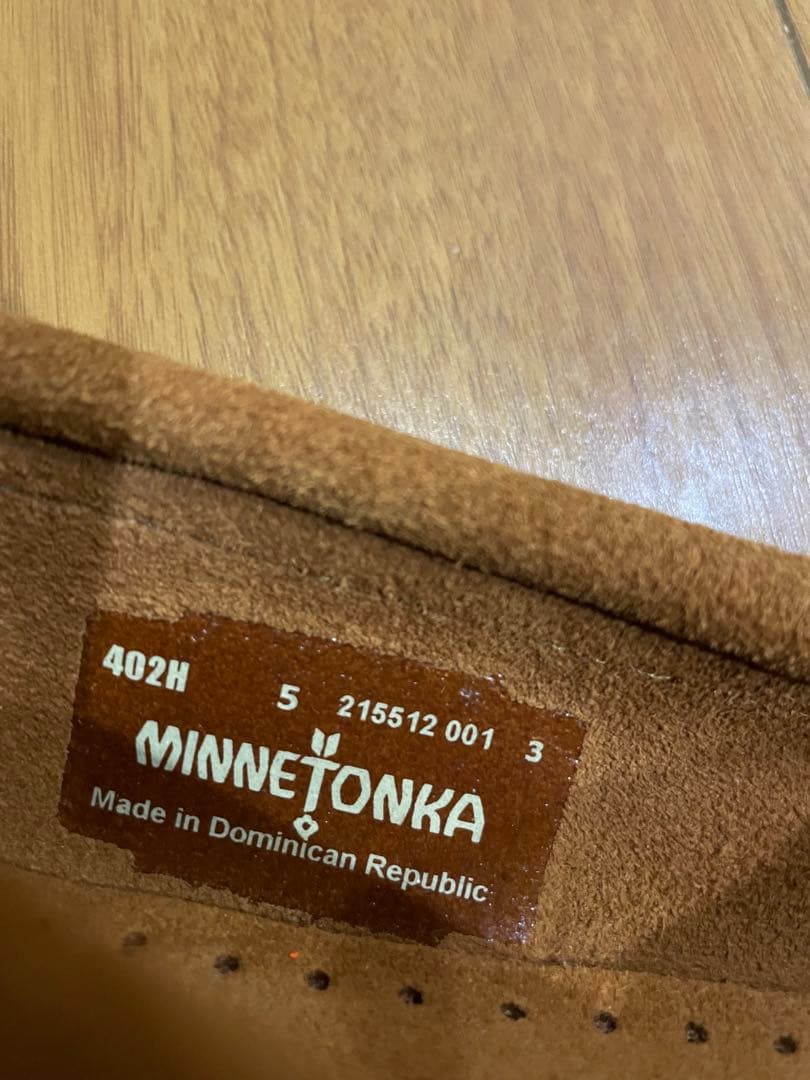 402H 5 215512 001 3
MINNETONKA
Made in Dominican Republic